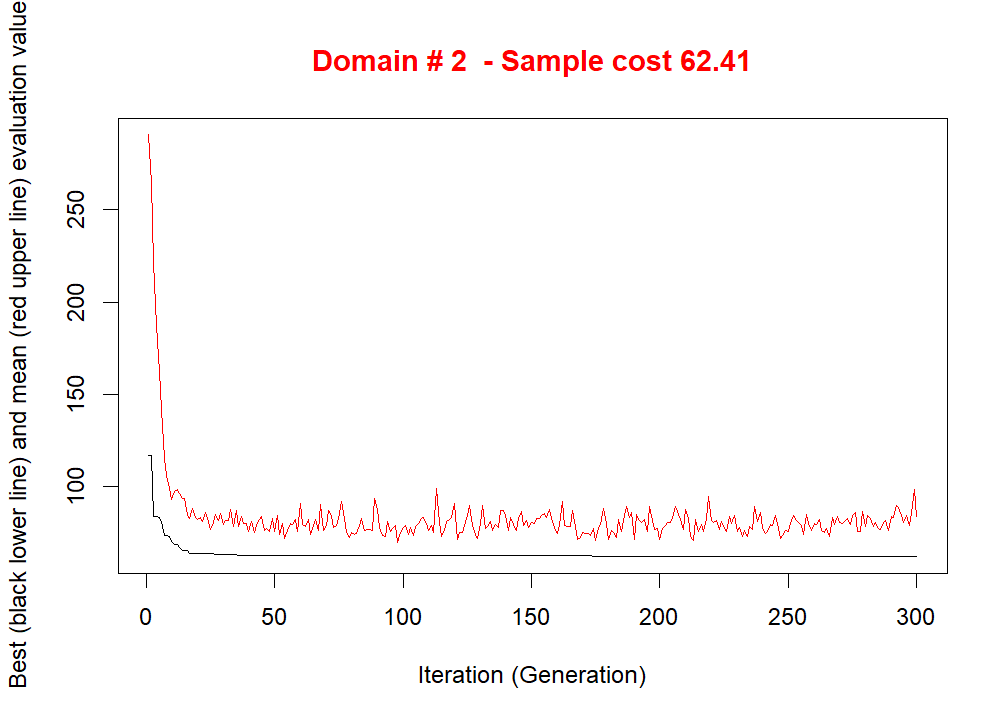 Domain # 2  - Sample cost 62.41
Best (black lower line) and mean (red upper line) evaluation value
250
200
150
100
0 50 100 150 200 250 300
Iteration (Generation)